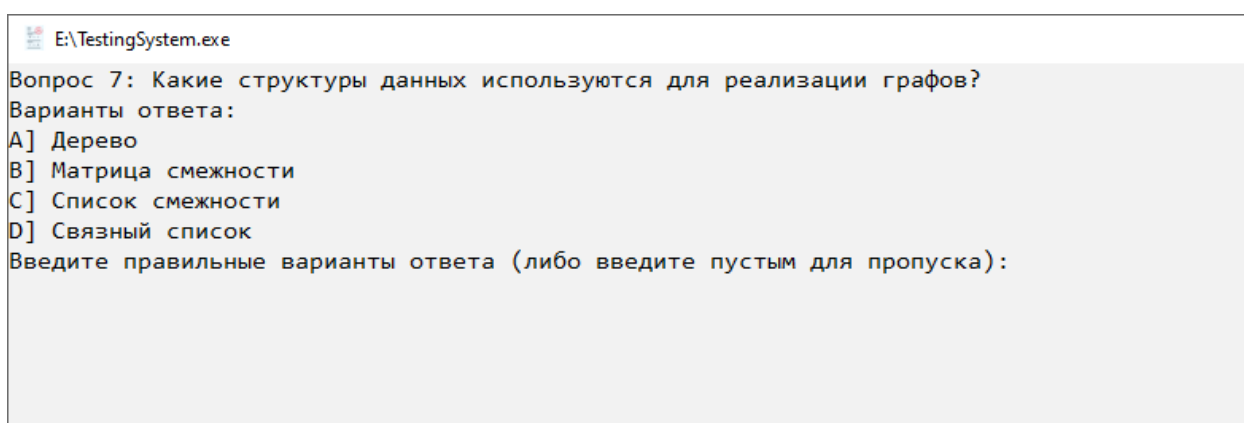 E:\TestingSystem.exe
Вопрос 7: Какие структуры данных используются для реализации графов?
Варианты ответа:
A] Дерево
B] Матрица смежности
C] Список смежности
D] Связный список
Введите правильные варианты ответа (либо введите пустым для пропуска):